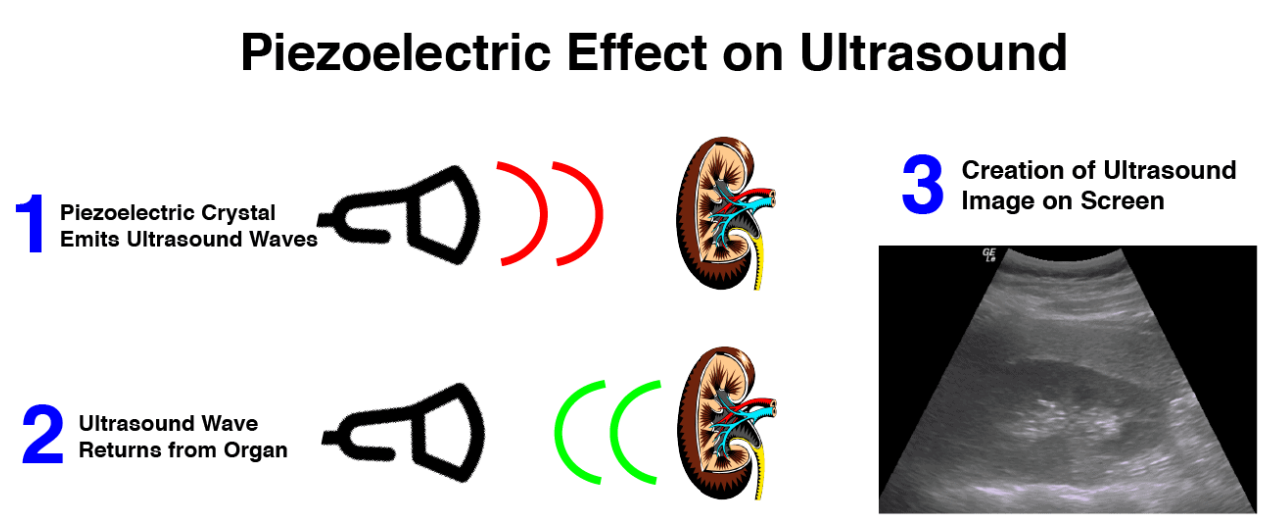 Piezoelectric Effect on Ultrasound
1 Piezoelectric Crystal
Emits Ultrasound Waves
2 Ultrasound Wave
Returns from Organ
3 Creation of Ultrasound
Image on Screen
GE
L●